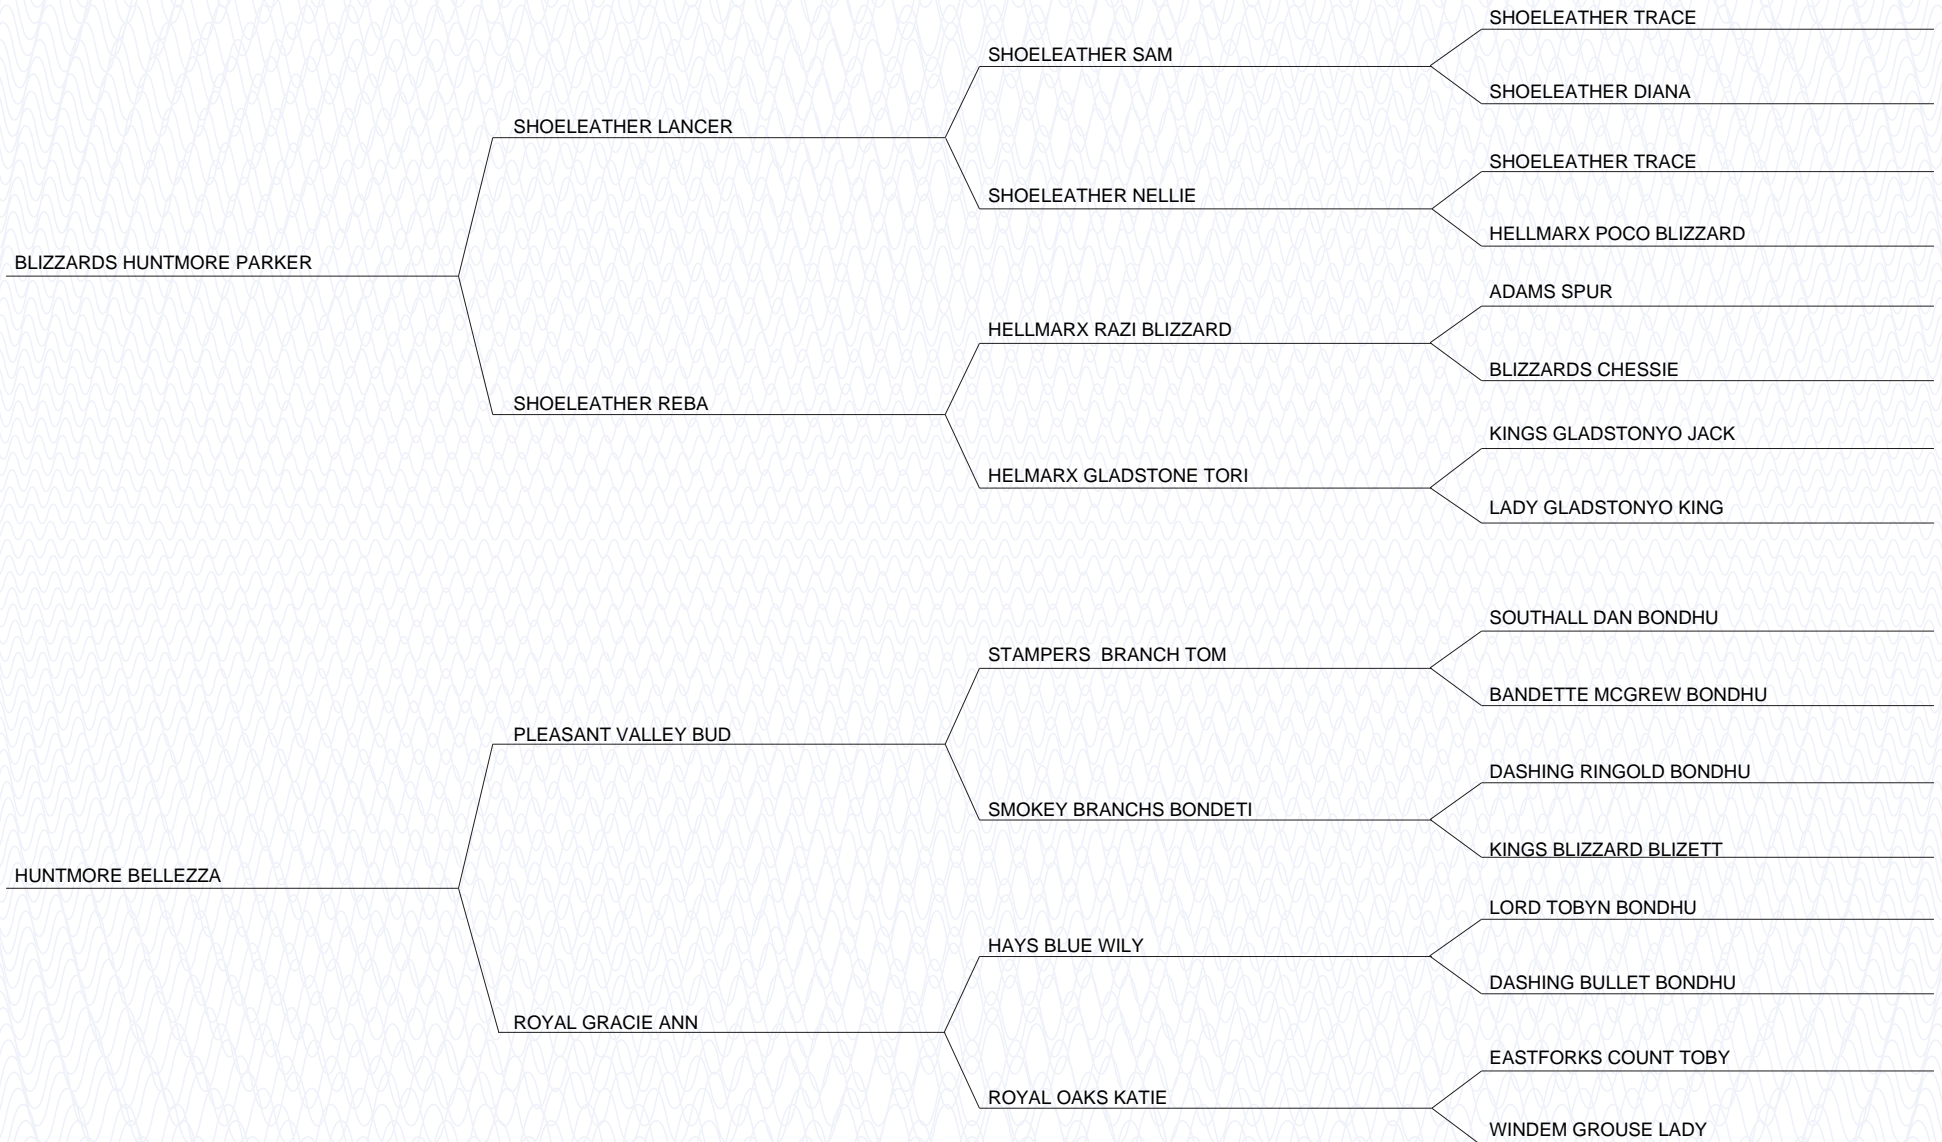 SHOELEATHER TRACE
SHOELEATHER SAM
SHOELEATHER DIANA
SHOELEATHER LANCER
SHOELEATHER TRACE
SHOELEATHER NELLIE
HELLMARX POCO BLIZZARD
BLIZZARDS HUNTMORE PARKER
ADAMS SPUR
HELLMARX RAZI BLIZZARD
BLIZZARDS CHESSIE
SHOELEATHER REBA
KINGS GLADSTONYO JACK
HELMARX GLADSTONE TORI
LADY GLADSTONYO KING
SOUTHALL DAN BONDHU
STAMPERS  BRANCH TOM
BANDETTE MCGREW BONDHU
PLEASANT VALLEY BUD
DASHING RINGOLD BONDHU
SMOKEY BRANCHS BONDETI
KINGS BLIZZARD BLIZETT
HUNTMORE BELLEZZA
LORD TOBYN BONDHU
HAYS BLUE WILY
DASHING BULLET BONDHU
ROYAL GRACIE ANN
EASTFORKS COUNT TOBY
ROYAL OAKS KATIE
WINDEM GROUSE LADY